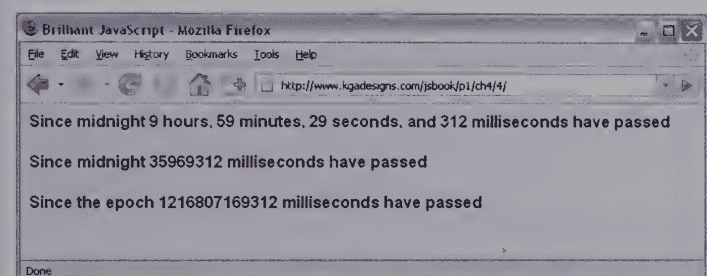 Brilliant JavaScript - Mozilla Firefox
File Edit View History Bookmarks Tools Help
http://www.kgadesigns.com/jsbook/p1/ch4/4/
Since midnight 9 hours, 59 minutes, 29 seconds, and 312 milliseconds have passed
Since midnight 35969312 milliseconds have passed
Since the epoch 1216807169312 milliseconds have passed
Done